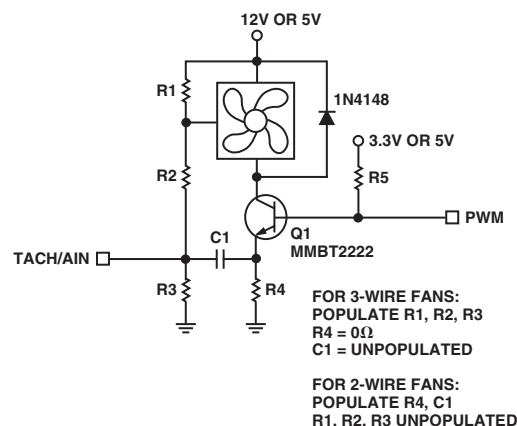 12V OR 5V
R1
1N4148
3.3V OR 5V
R2
R5
Q1
MMBT2222
PWM
C1
TACH/AIN
R3
R4
FOR 3-WIRE FANS:
POPULATE R1, R2, R3
R4 = 0Ω
C1 = UNPOPULATED
FOR 2-WIRE FANS:
POPULATE R4, C1
R1, R2, R3 UNPOPULATED